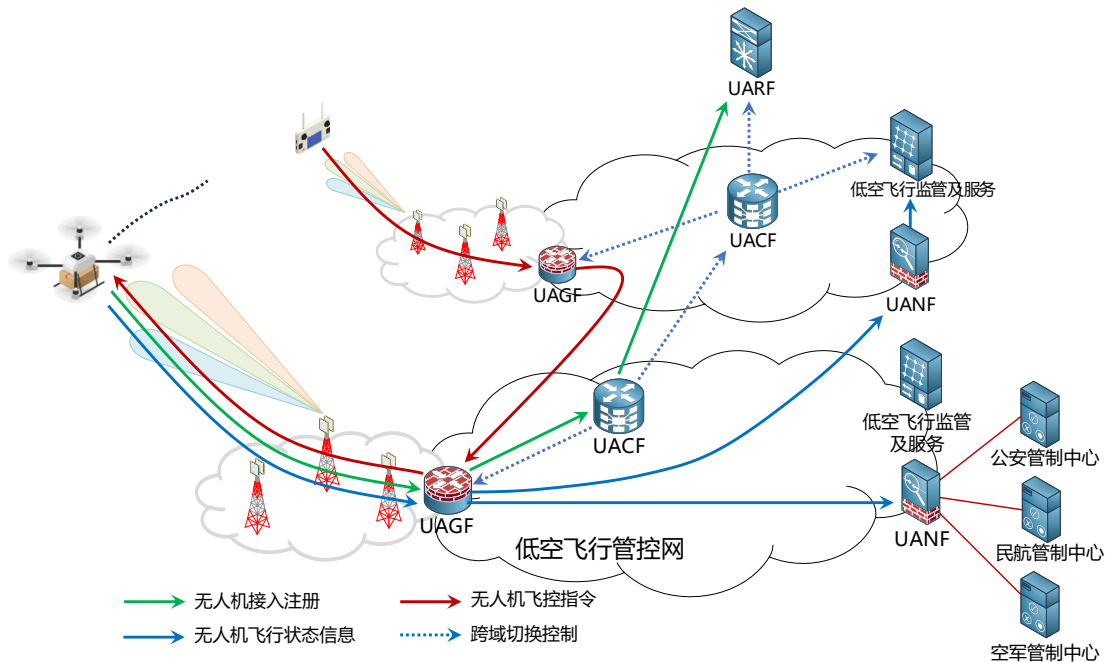 UARF
低空飞行监管及服务
UACF
UAGF
UANF
低空飞行监管
及服务
UACF
公安管制中心
UAGF
UANF
低空飞行管控网
民航管制中心
无人机接入注册
无人机飞控指令
无人机飞行状态信息
跨域切换控制
空军管制中心